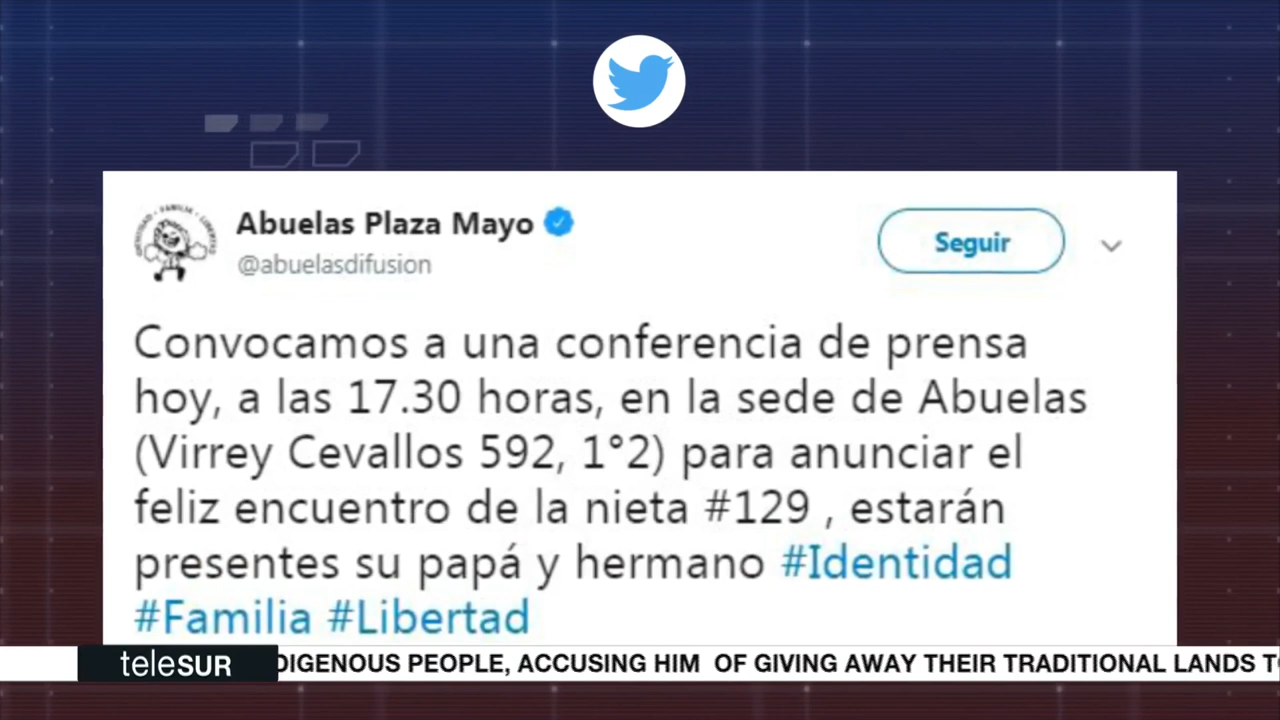 Abuelas Plaza Mayo
@abuelasdifusion
Seguir
Convocamos a una conferencia de prensa
hoy, a las 17.30 horas, en la sede de Abuelas
(Virrey Cevallos 592, 1°2) para anunciar el
feliz encuentro de la nieta #129 , estarán
presentes su papá y hermano #Identidad
#Familia #Libertad
teleSUR
DIGENOUS PEOPLE, ACCUSING HIM OF GIVING AWAY THEIR TRADITIONAL LANDS